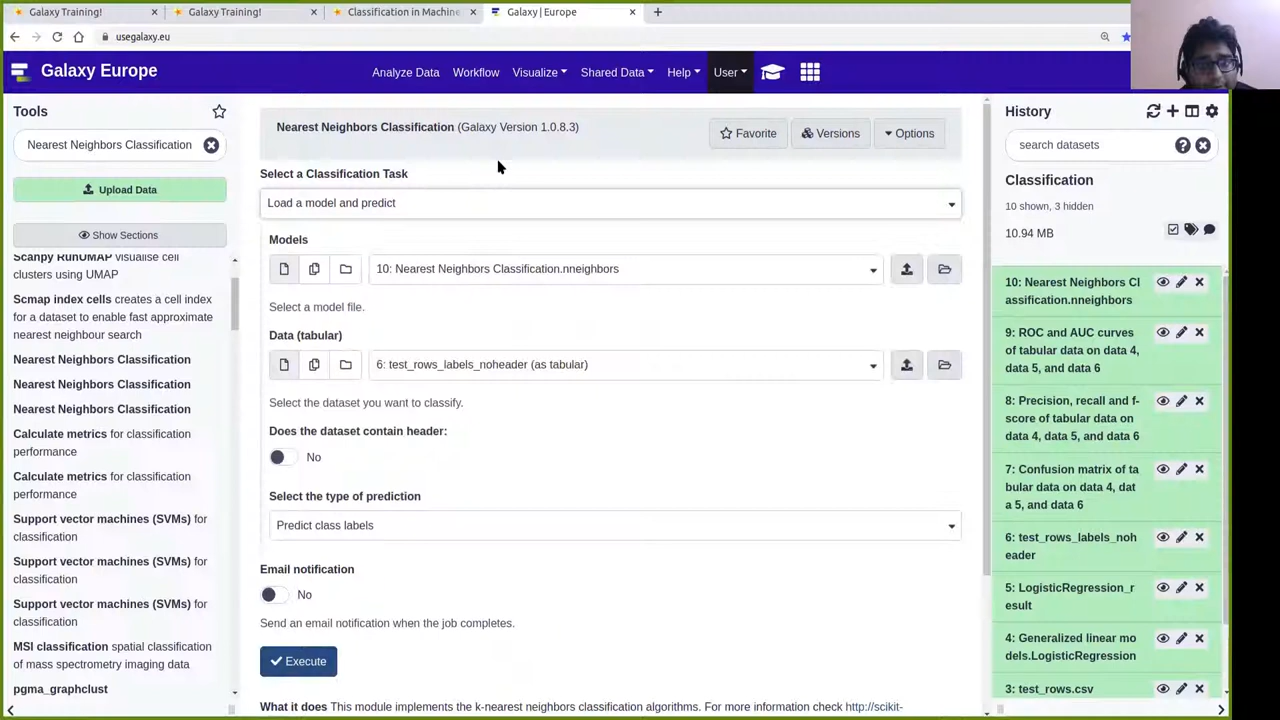 Galaxy Training!
Galaxy Training!
Classification in Machine
Galaxy | Europe
usegalaxy.eu
Galaxy Europe
Analyze Data
Workflow
Visualize
Shared Data
Help
User
Tools
Nearest Neighbors Classification
Upload Data
Show Sections
Scanpy RunUMAP visualise cell
clusters using UMAP
Scmap index cells creates a cell index
for a dataset to enable fast approximate
nearest neighbour search
Nearest Neighbors Classification
Nearest Neighbors Classification
Nearest Neighbors Classification
Calculate metrics for classification
performance
Calculate metrics for classification
performance
Support vector machines (SVMs) for
classification
Support vector machines (SVMs) for
classification
Support vector machines (SVMs) for
classification
MSI classification spatial classification
of mass spectrometry imaging data
pgma_graphclust
Nearest Neighbors Classification (Galaxy Version 1.0.8.3)
Favorite
Versions
Options
Select a Classification Task
Load a model and predict
Models
10: Nearest Neighbors Classification.nneighbors
Select a model file.
Data (tabular)
6: test_rows_labels_noheader (as tabular)
Select the dataset you want to classify.
Does the dataset contain header:
No
Select the type of prediction
Predict class labels
Email notification
No
Send an email notification when the job completes.
Execute
What it does This module implements the k-nearest neighbors classification algorithms. For more information check http://scikit-
History
search datasets
Classification
10 shown, 3 hidden
10.94 MB
10: Nearest Neighbors Cl
assification.nneighbors
9: ROC and AUC curves
of tabular data on data 4,
data 5, and data 6
8: Precision, recall and f-
score of tabular data on
data 4, data 5, and data 6
7: Confusion matrix of ta
bular data on data 4, dat
a 5, and data 6
6: test_rows_labels_noh
eader
5: LogisticRegression_r
esult
4: Generalized linear mo
dels.LogisticRegression
3: test_rows.csv